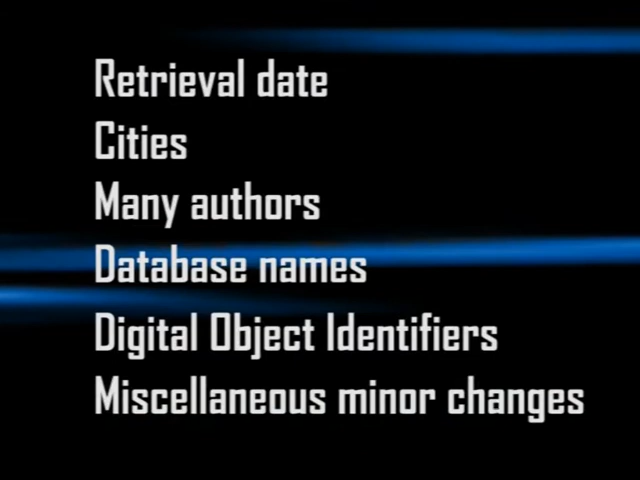 Retrieval date
Cities
Many authors
Database names
Digital Object Identifiers
Miscellaneous minor changes